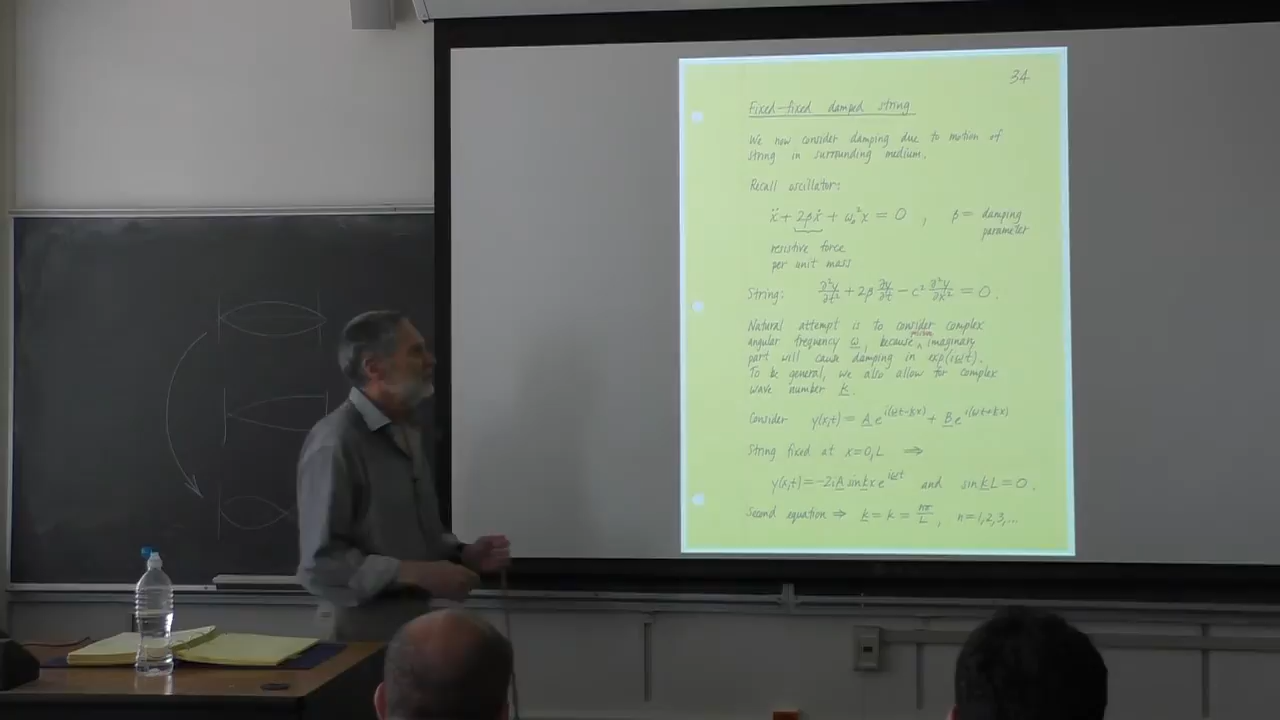 34
Fixed-fixed damped string
We now consider damping due to motion of
string in surrounding medium.
Recall oscillator:
ẍ + 2βẋ + ω₀²x = 0 , β = damping
parameter
resistive force
per unit mass
String: ∂²y/∂t² + 2β ∂y/∂t − c² ∂²y/∂x² = 0.
Natural attempt is to consider complex
angular frequency ω, because positive imaginary
part will cause damping in exp(iωt).
To be general, we also allow for complex
wave number k.
Consider y(x,t) = A e^{i(ωt−kx)} + B e^{i(ωt+kx)}
String fixed at x=0,L ⟹
y(x,t) = −2iA sin kx e^{iωt} and sin kL = 0.
Second equation ⟹ k = k = nπ/L , n=1,2,3,...